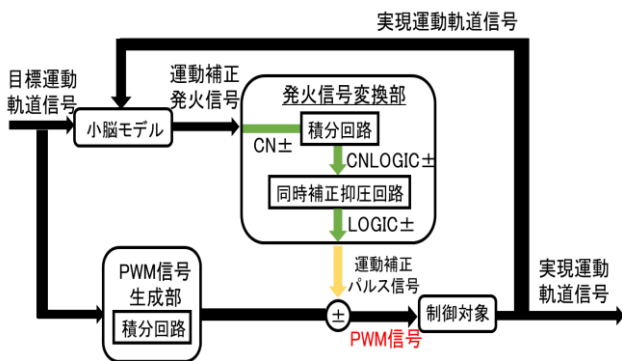 実現運動
軌道信号
目標運動
軌道信号
運動補正
発火信号
発火信号変換部
小脳モデル
積分回路
CN±
CNLOGIC±
同時補正抑圧回路
LOGIC±
PWM信号
生成部
積分回路
運動補正
パルス信号
±
PWM信号
制御対象
実現運動
軌道信号